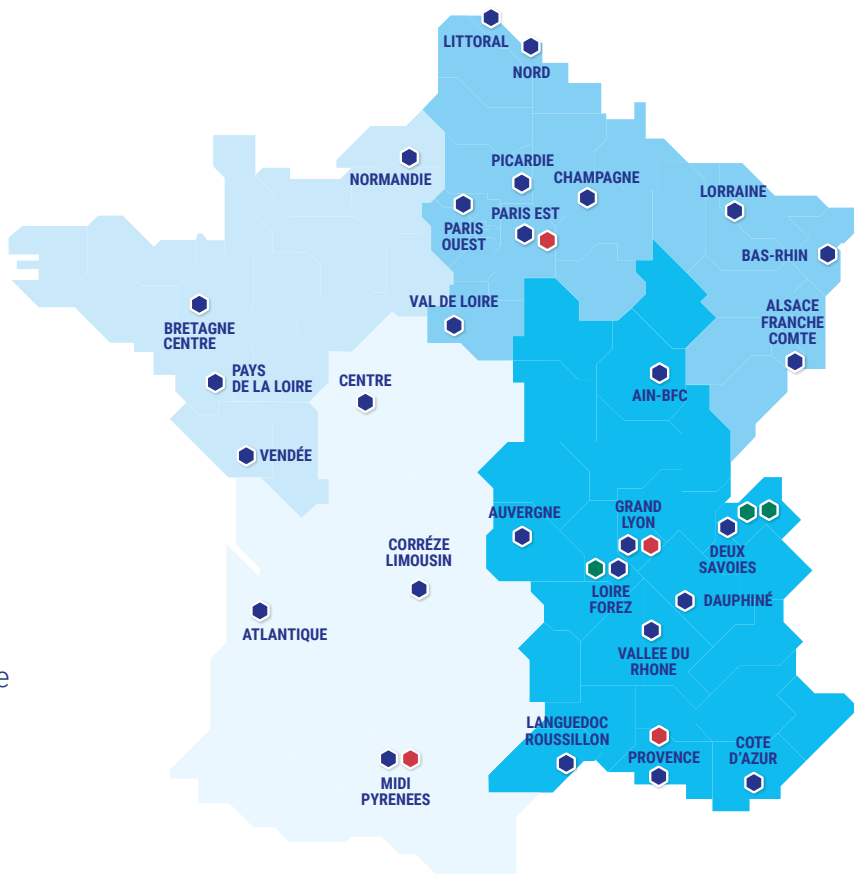 LITTORAL
NORD
PICARDIE
CHAMPAGNE
NORMANDIE
LORRAINE
PARIS
OUEST
PARIS EST
BAS-RHIN
VAL DE LOIRE
ALSACE
FRANCHE
COMTE
BRETAGNE
CENTRE
PAYS
DE LA LOIRE
CENTRE
AIN-BFC
VENDÉE
AUVERGNE
GRAND
LYON
CORRÉZE
LIMOUSIN
DEUX
SAVOIES
LOIRE
FOREZ
DAUPHINÉ
ATLANTIQUE
VALLEE DU
RHONE
e
LANGUEDOC
ROUSSILLON
PROVENCE
COTE
D'AZUR
MIDI
PYRENEES